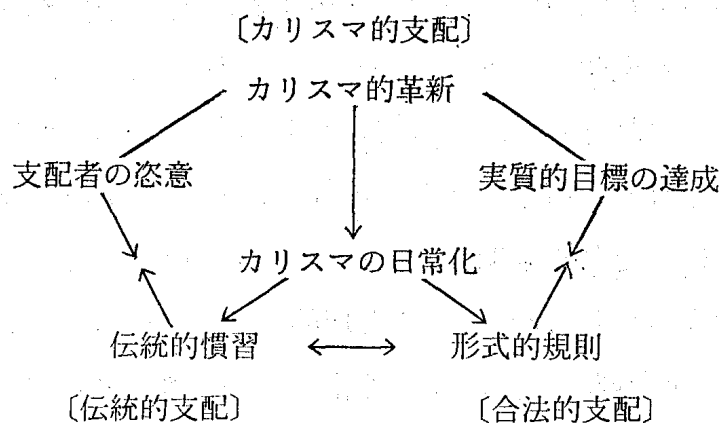 〔カリスマ的支配〕
カリスマ的革新
支配者の恣意
実質的目標の達成
カリスマの日常化
伝統的慣習
形式的規則
〔伝統的支配〕
〔合法的支配〕